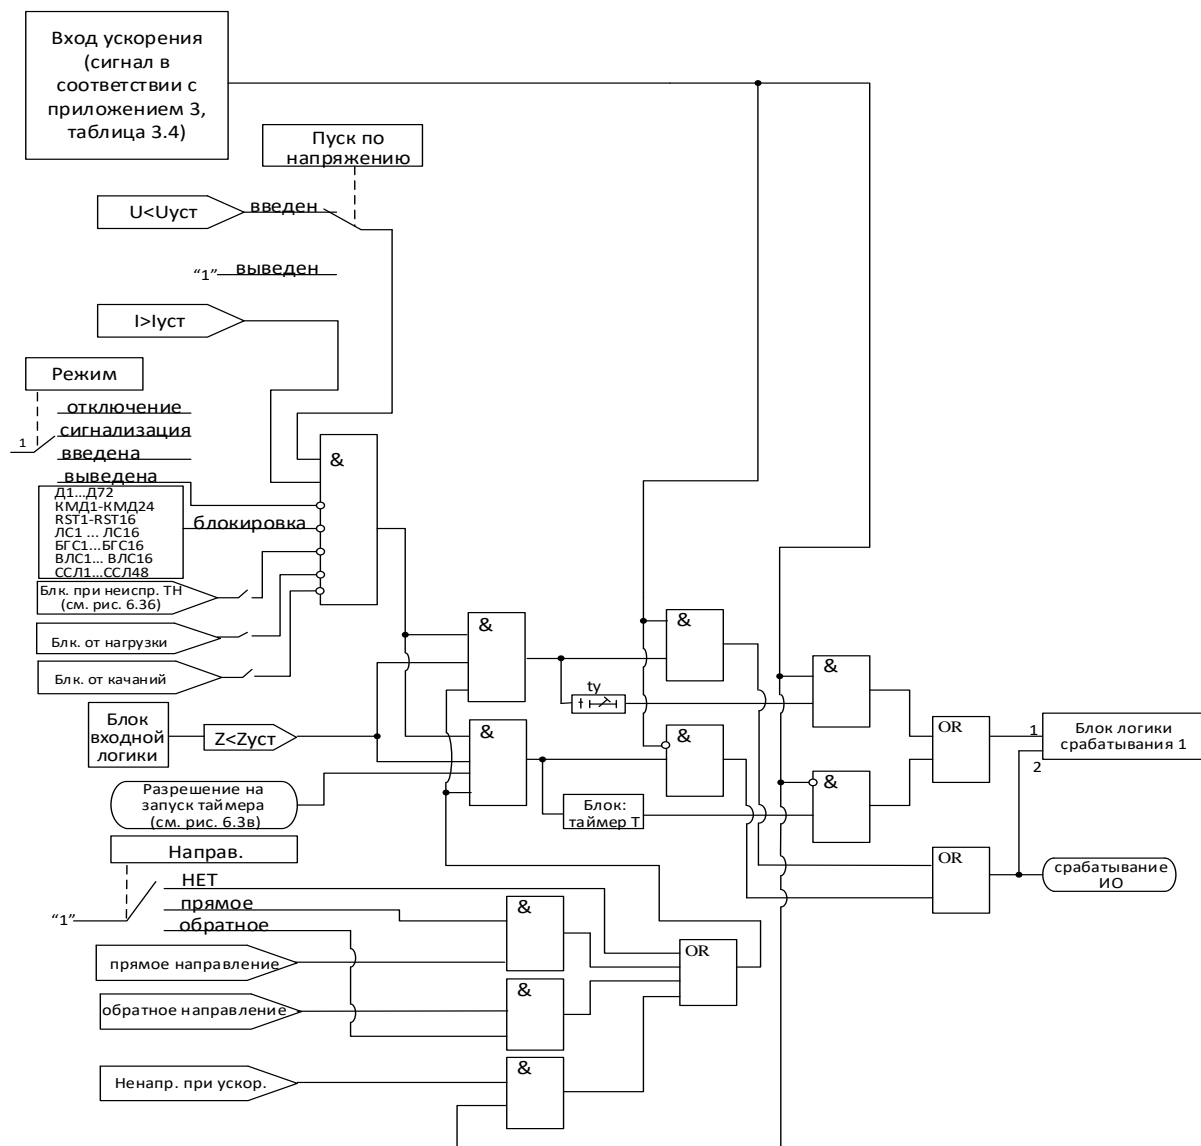 Вход ускорения
(сигнал в
соответствии с
приложением 3,
таблица 3.4)
Пуск по
напряжению
U<Uуст
введен
“1”
выведен
I>Iуст
Режим
отключение
сигнализация
1
введена
выведена
Д1...Д72
КМД1-КМД24
RST1-RST16
ЛС1 ... ЛС16
БГС1...БГС16
ВЛС1... ВЛС16
ССЛ1...ССЛ48
блокировка
&
Блк. при неиспр. ТН
(см. рис. 6.3б)
Блк. от нагрузки
Блк. от качаний
&
&
&
tу
t
Блок
входной
логики
Z<Zуст
&
&
OR
1
2
Блок логики
срабатывания 1
Разрешение на
запуск таймера
(см. рис. 6.3в)
Блок:
таймер Т
&
Направ.
НЕТ
“1”
прямое
обратное
OR
срабатывание
ИО
&
прямое направление
OR
&
обратное направление
&
Ненапр. при ускор.